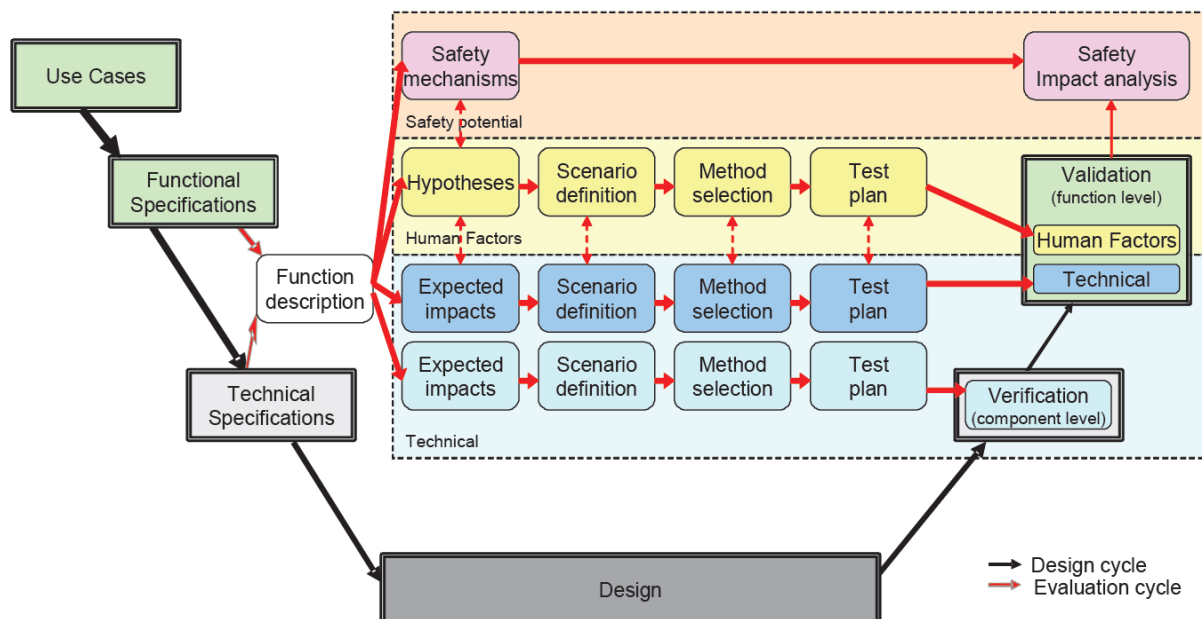 Use Cases
Functional
Specifications
Technical
Specifications
Function
description
Safety
mechanisms
Safety
Impact analysis
Safety potential
Hypotheses
Scenario
definition
Method
selection
Test
plan
Validation
(function level)
Human Factors
Technical
Human Factors
Expected
impacts
Scenario
definition
Method
selection
Test
plan
Expected
impacts
Scenario
definition
Method
selection
Test
plan
Verification
(component level)
Technical
Design
Design cycle
Evaluation cycle